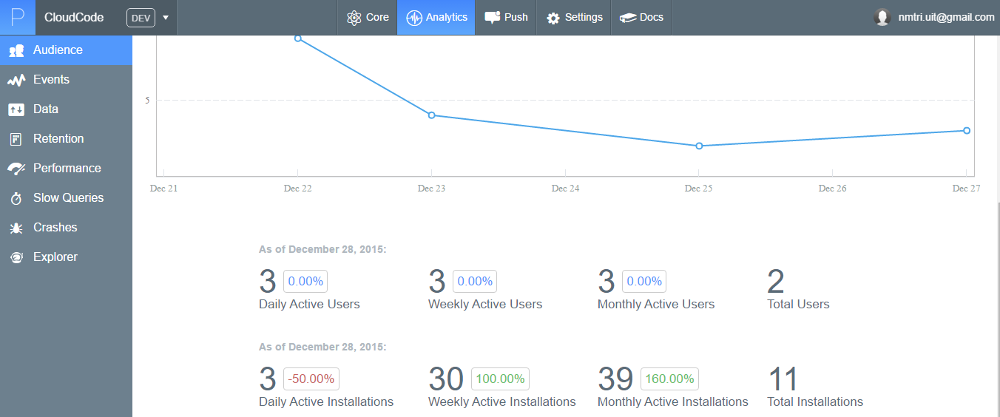 P CloudCode DEV Core Analytics Push Settings Docs nmtri.uit@gmail.com
Audience
Events
Data
Retention
Performance
Slow Queries
Crashes
Explorer
5
Dec 21 Dec 22 Dec 23 Dec 24 Dec 25 Dec 26 Dec 27
As of December 28, 2015:
3 0.00% 3 0.00% 3 0.00% 2
Daily Active Users Weekly Active Users Monthly Active Users Total Users
As of December 28, 2015:
3 -50.00% 30 100.00% 39 160.00% 11
Daily Active Installations Weekly Active Installations Monthly Active Installations Total Installations